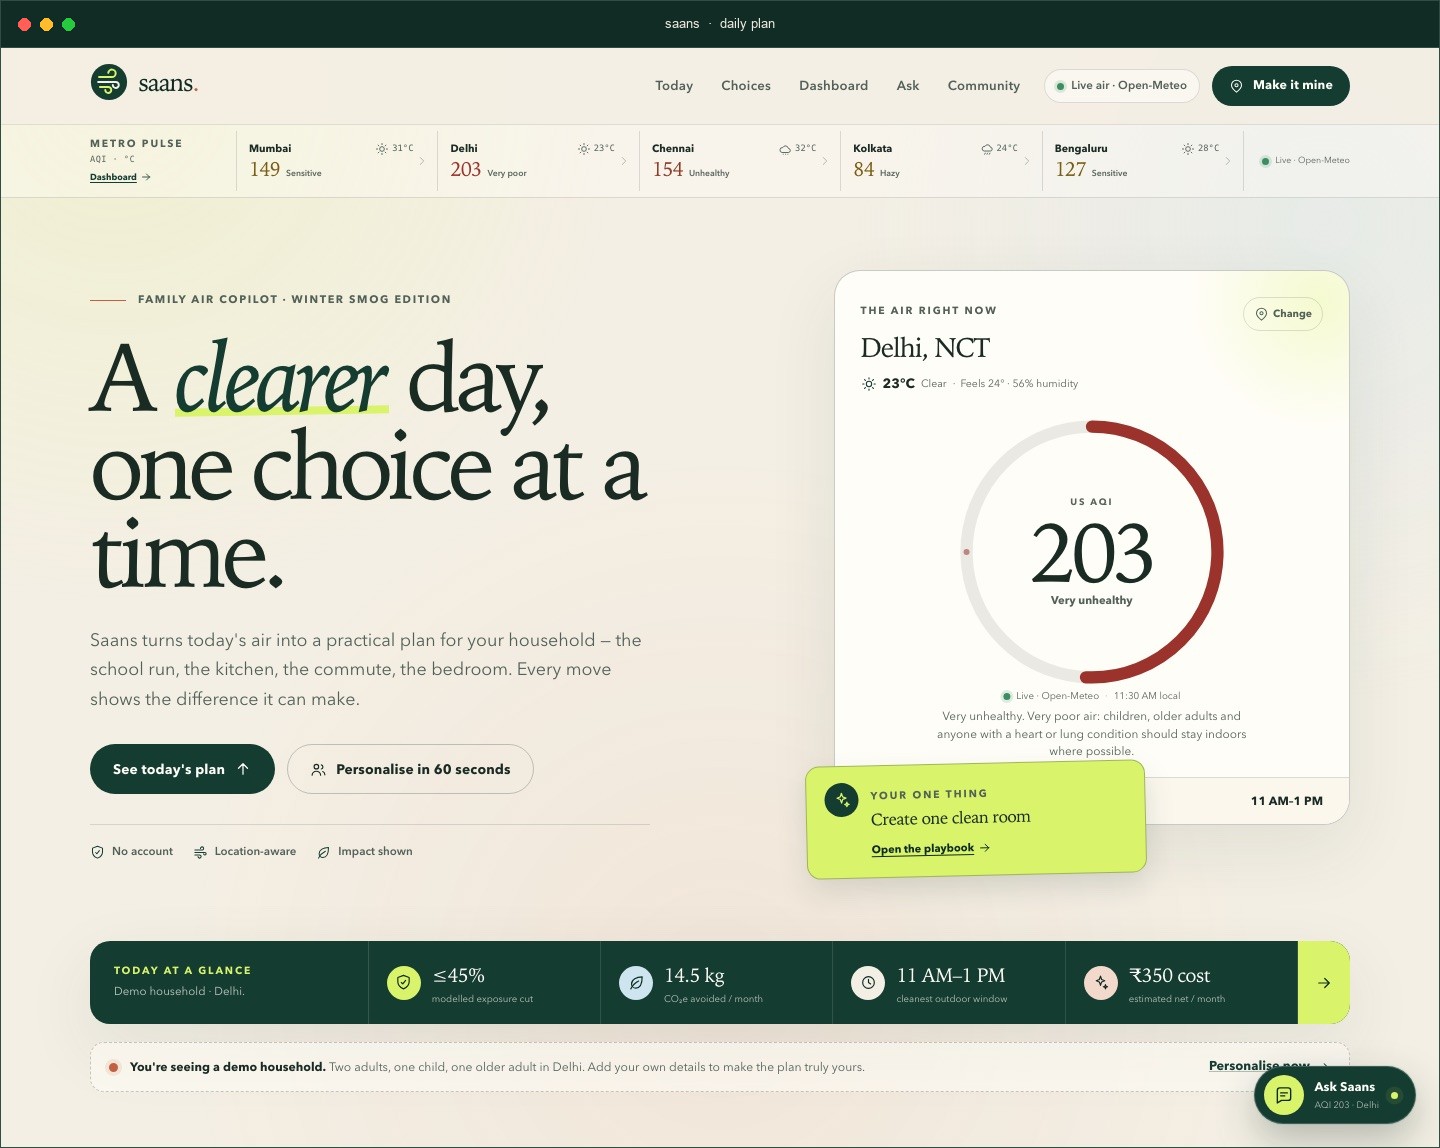 saans · daily plan
saans.
Today
Choices
Dashboard
Ask
Community
Live air · Open-Meteo
Make it mine
METRO PULSE
AQI · °C
Dashboard →
Mumbai
31°C
149 Sensitive
Delhi
23°C
203 Very poor
Chennai
32°C
154 Unhealthy
Kolkata
24°C
84 Hazy
Bengaluru
28°C
127 Sensitive
Live · Open-Meteo
FAMILY AIR COPILOT · WINTER SMOG EDITION
A clearer day,
one choice at a
time.
Saans turns today's air into a practical plan for your household — the
school run, the kitchen, the commute, the bedroom. Every move
shows the difference it can make.
See today's plan ↑
Personalise in 60 seconds
No account
Location-aware
Impact shown
THE AIR RIGHT NOW
Change
Delhi, NCT
23°C Clear · Feels 24° · 56% humidity
US AQI
203
Very unhealthy
Live · Open-Meteo · 11:30 AM local
Very unhealthy. Very poor air: children, older adults and
anyone with a heart or lung condition should stay indoors
where possible.
11 AM–1 PM
YOUR ONE THING
Create one clean room
Open the playbook →
TODAY AT A GLANCE
Demo household · Delhi.
≤45%
modelled exposure cut
14.5 kg
CO₂e avoided / month
11 AM–1 PM
cleanest outdoor window
₹350 cost
estimated net / month
→
You're seeing a demo household. Two adults, one child, one older adult in Delhi. Add your own details to make the plan truly yours.
Personalise now
Ask Saans
AQI 203 · Delhi